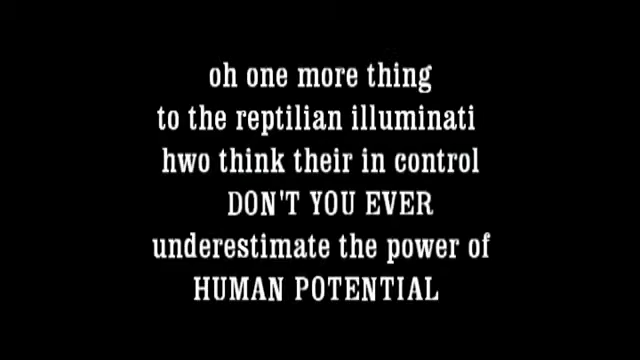 oh one more thing
to the reptilian illuminati
hwo think their in control
DON'T YOU EVER
underestimate the power of
HUMAN POTENTIAL